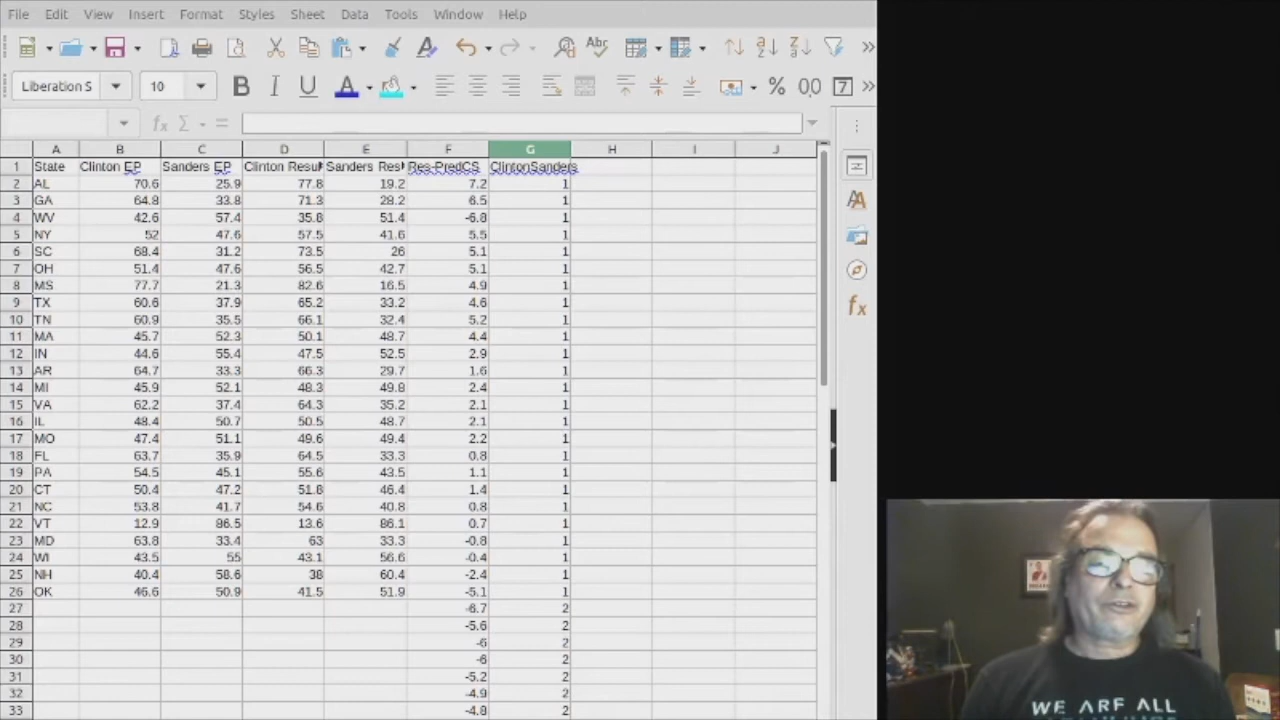 File Edit View Insert Format Styles Sheet Data Tools Window Help
Liberation S 10
A B C D E F G H I J
1 State Clinton EP Sanders EP Clinton Resul Sanders Res Res-PredCS ClintonSanders
2 AL 70.6 25.9 77.8 19.2 7.2 1
3 GA 64.8 33.8 71.3 28.2 6.5 1
4 WV 42.6 57.4 35.8 51.4 -6.8 1
5 NY 52 47.6 57.5 41.6 5.5 1
6 SC 68.4 31.2 73.5 26 5.1 1
7 OH 51.4 47.6 56.5 42.7 5.1 1
8 MS 77.7 21.3 82.6 16.5 4.9 1
9 TX 60.6 37.9 65.2 33.2 4.6 1
10 TN 60.9 35.5 66.1 32.4 5.2 1
11 MA 45.7 52.3 50.1 48.7 4.4 1
12 IN 44.6 55.4 47.5 52.5 2.9 1
13 AR 64.7 33.3 66.3 29.7 1.6 1
14 MI 45.9 52.1 48.3 49.8 2.4 1
15 VA 62.2 37.4 64.3 35.2 2.1 1
16 IL 48.4 50.7 50.5 48.7 2.1 1
17 MO 47.4 51.1 49.6 49.4 2.2 1
18 FL 63.7 35.9 64.5 33.3 0.8 1
19 PA 54.5 45.1 55.6 43.5 1.1 1
20 CT 50.4 47.2 51.8 46.4 1.4 1
21 NC 53.8 41.7 54.6 40.8 0.8 1
22 VT 12.9 86.5 13.6 86.1 0.7 1
23 MD 63.8 33.4 63 33.3 -0.8 1
24 WI 43.5 55 43.1 56.6 -0.4 1
25 NH 40.4 58.6 38 60.4 -2.4 1
26 OK 46.6 50.9 41.5 51.9 -5.1 1
27 -6.7 2
28 -5.6 2
29 -6 2
30 -6 2
31 -5.2 2
32 -4.9 2
33 -4.8 2
WE ARE ALL